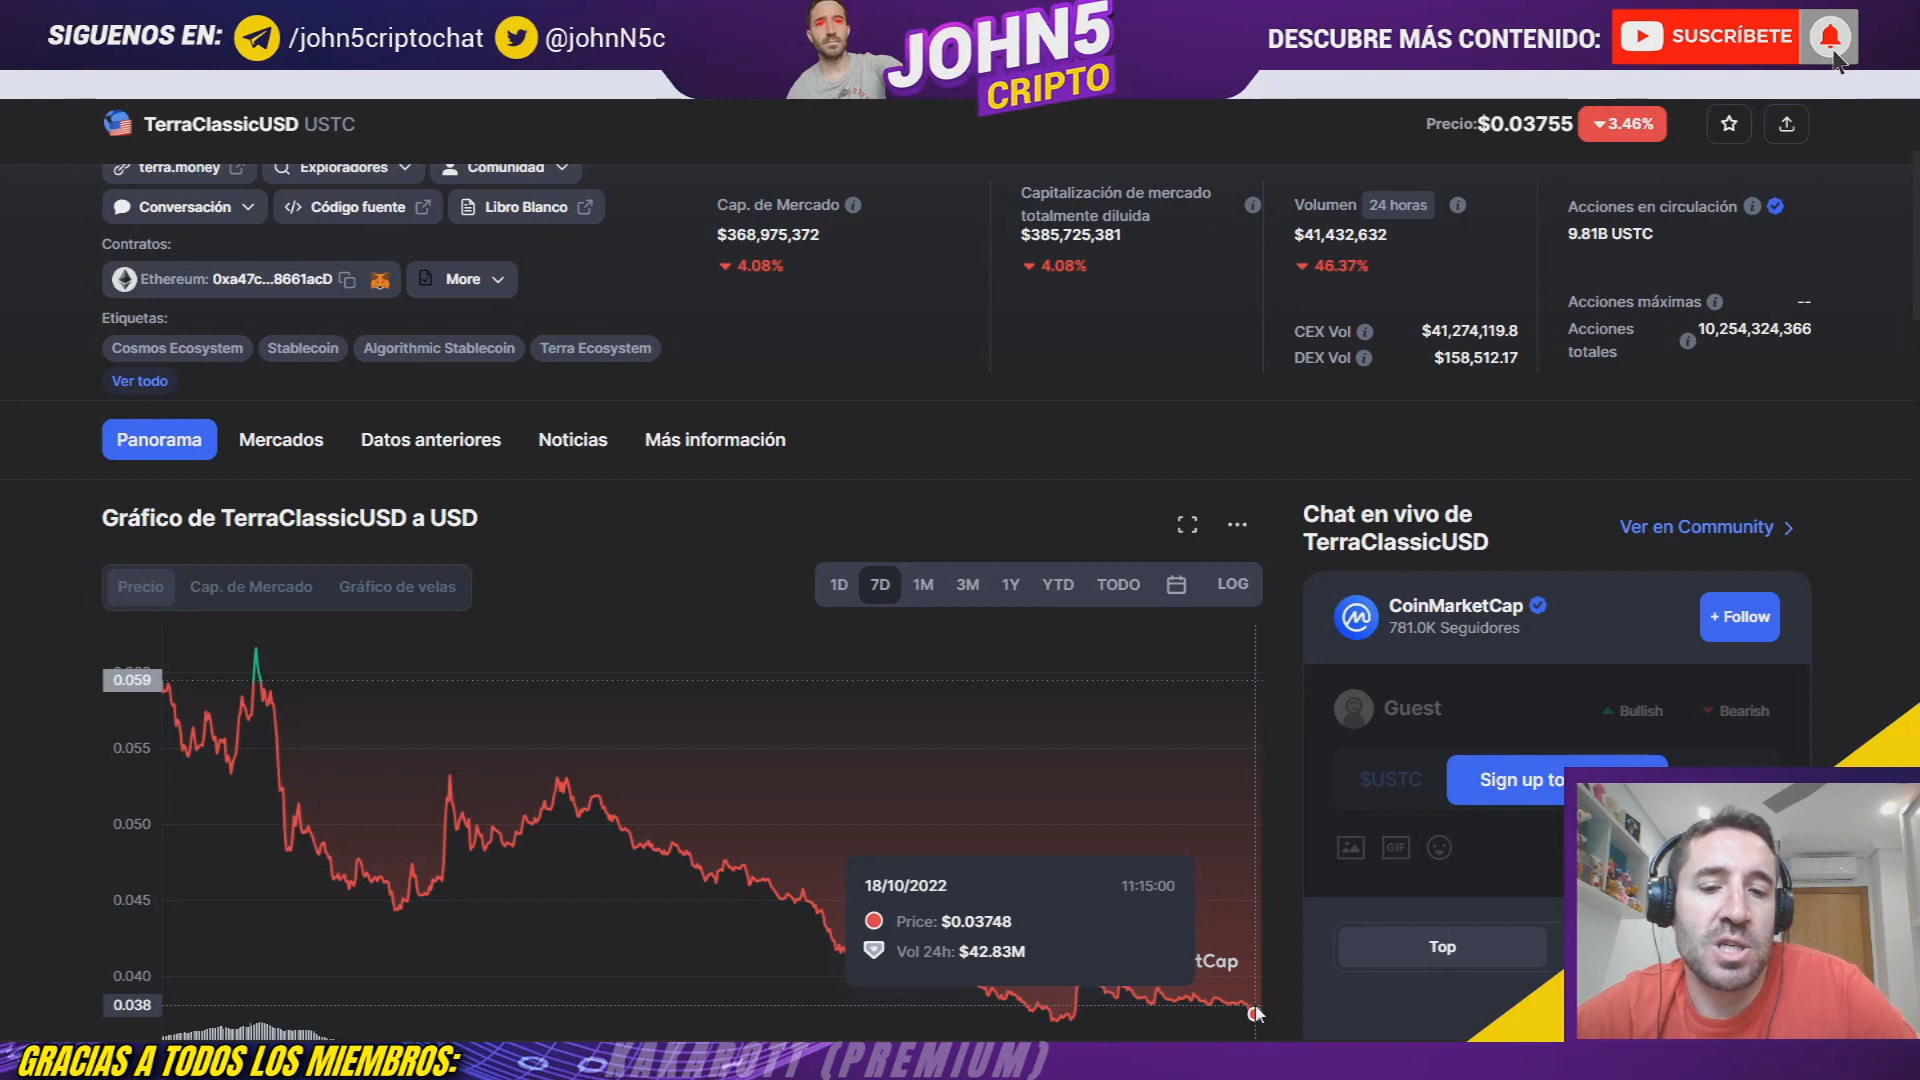 SIGUENOS EN:
/john5criptochat
@johnN5c
JOHN5
CRIPTO
DESCUBRE MÁS CONTENIDO:
SUSCRÍBETE
TerraClassicUSD USTC
Precio:$0.03755
3.46%
terra.money
Exploradores
Comunidad
Conversación
Código fuente
Libro Blanco
Contratos:
Ethereum: 0xa47c...8661acD
More
Etiquetas:
Cosmos Ecosystem
Stablecoin
Algorithmic Stablecoin
Terra Ecosystem
Ver todo
Cap. de Mercado
$368,975,372
4.08%
Capitalización de mercado
totalmente diluida
$385,725,381
4.08%
Volumen 24 horas
$41,432,632
46.37%
CEX Vol $41,274,119.8
DEX Vol $158,512.17
Acciones en circulación
9.81B USTC
Acciones máximas --
Acciones
totales
10,254,324,366
Panorama
Mercados
Datos anteriores
Noticias
Más información
Gráfico de TerraClassicUSD a USD
Precio
Cap. de Mercado
Gráfico de velas
1D
7D
1M
3M
1Y
YTD
TODO
LOG
0.059
0.055
0.050
0.045
0.040
0.038
18/10/2022 11:15:00
Price: $0.03748
Vol 24h: $42.83M
tCap
Chat en vivo de
TerraClassicUSD
Ver en Community
CoinMarketCap
781.0K Seguidores
+ Follow
Guest
Bullish
Bearish
$USTC
Sign up to
GIF
Top
GRACIAS A TODOS LOS MIEMBROS:
KAKAROTT (PREMIUM)